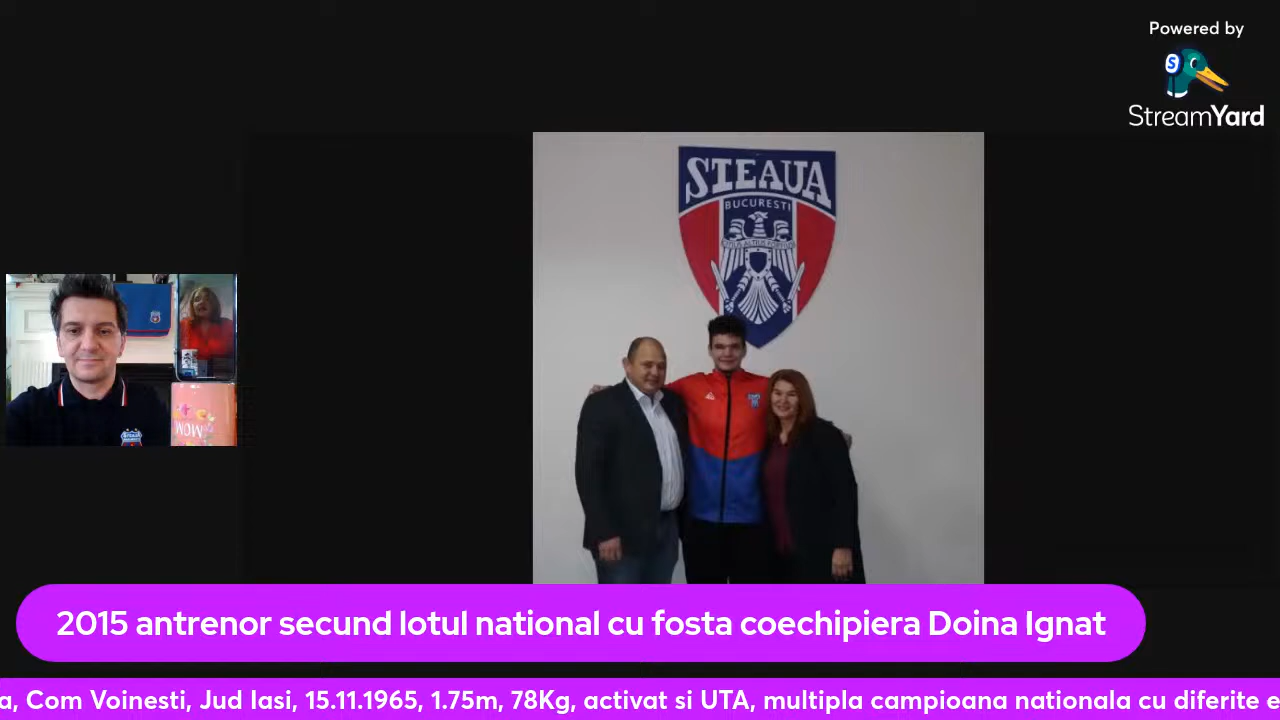 Powered by
StreamYard
STEAUA
BUCURESTI
WOW
2015 antrenor secund lotul national cu fosta coechipiera Doina Ignat
a, Com Voinesti, Jud Iasi, 15.11.1965, 1.75m, 78Kg, activat si UTA, multipla campioana nationala cu diferite e